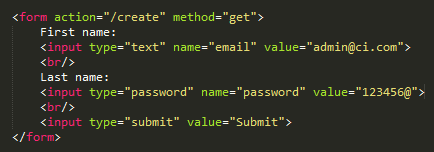 <form action="/create" method="get">
    First name:
    <input type="text" name="email" value="admin@ci.com">
    <br/>
    Last name:
    <input type="password" name="password" value="123456@">
    <br/>
    <input type="submit" value="Submit">
</form>